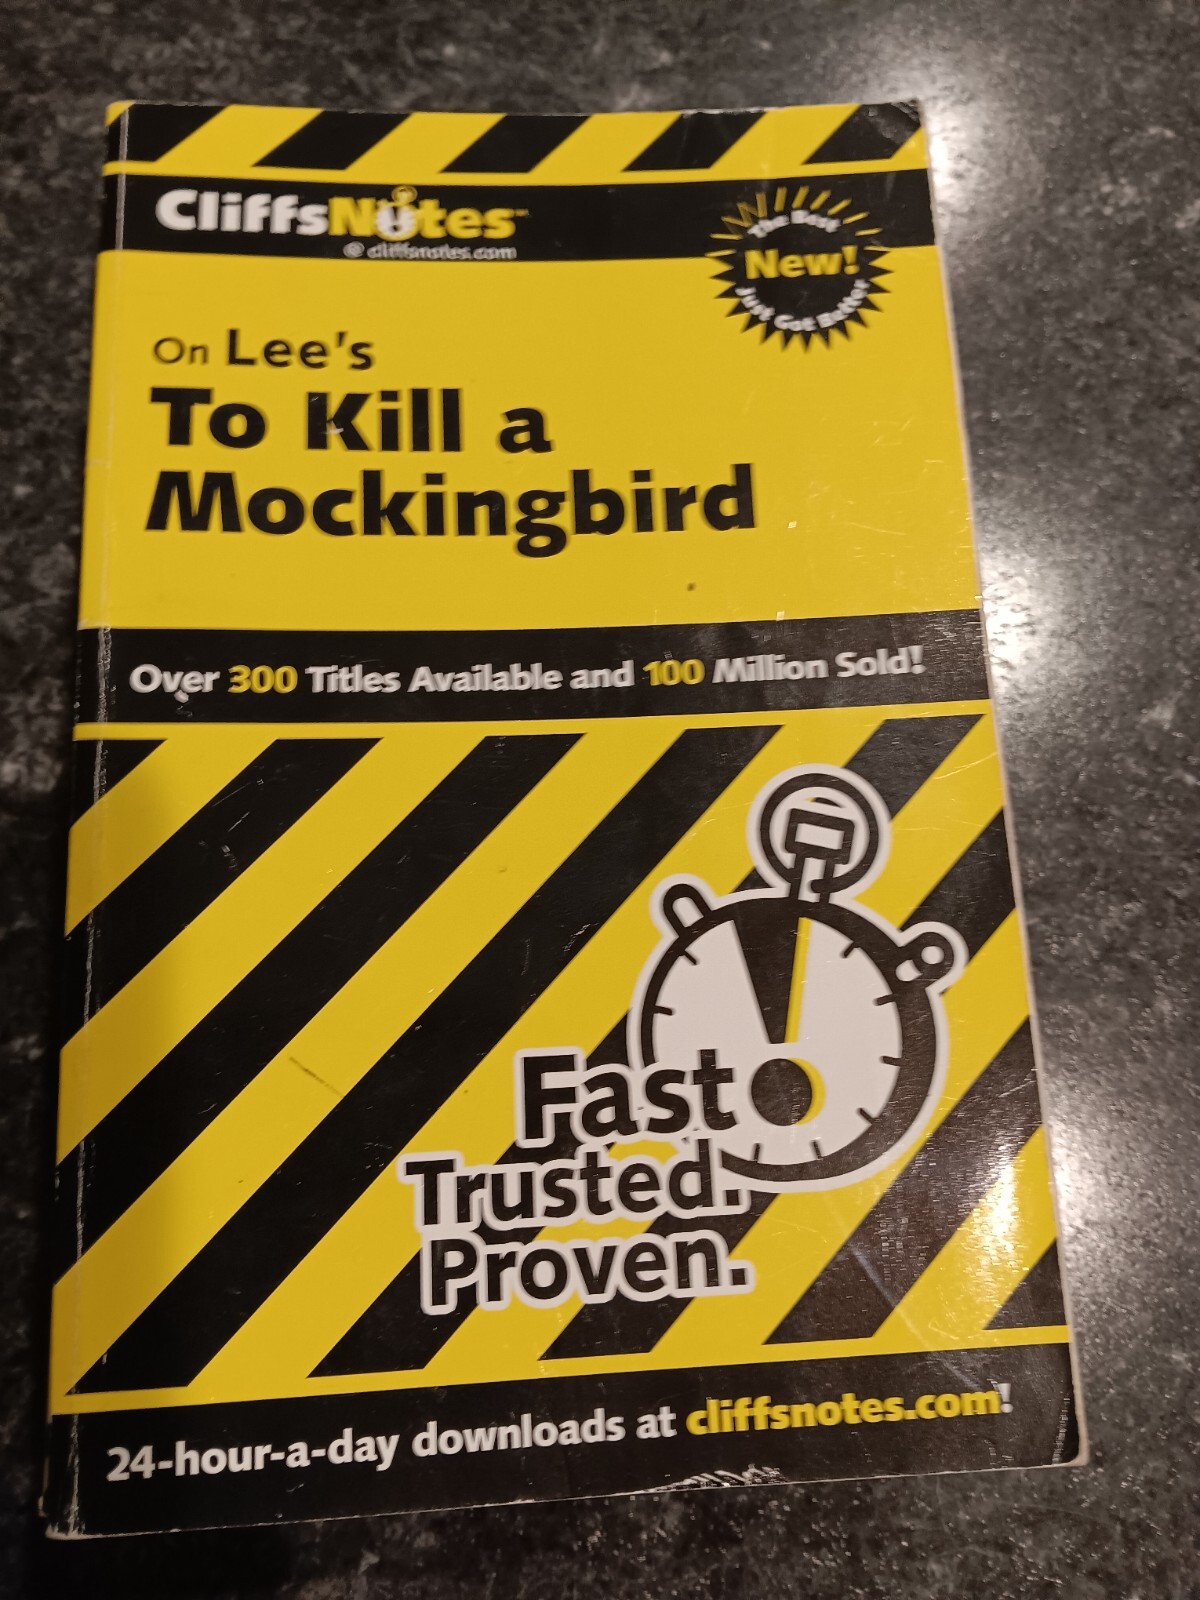 CliffsNotes™
@ cliffsnotes.com
The Best
New!
Just Got Better
On Lee's
To Kill a
Mockingbird
Over 300 Titles Available and 100 Million Sold!
Fast.
Trusted.
Proven.
24-hour-a-day downloads at cliffsnotes.com!